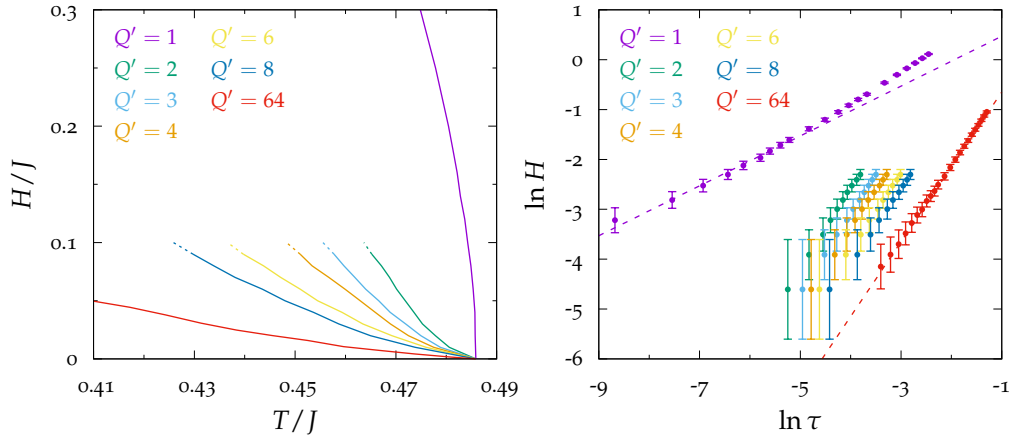 0.3
0.2
0.1
0
H/J
Q′ = 1
Q′ = 2
Q′ = 3
Q′ = 4
Q′ = 6
Q′ = 8
Q′ = 64
0.41
0.43
0.45
0.47
0.49
T/J
1
0
-1
-2
-3
-4
-5
-6
ln H
Q′ = 1
Q′ = 2
Q′ = 3
Q′ = 4
Q′ = 6
Q′ = 8
Q′ = 64
-9
-7
-5
-3
-1
ln τ